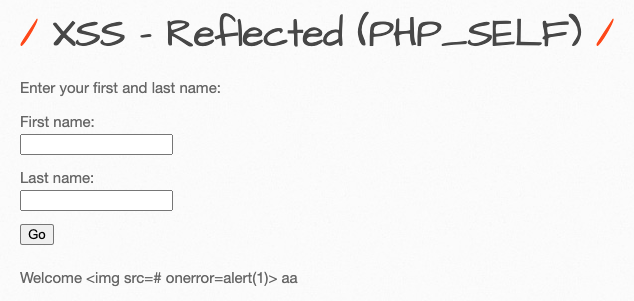 / XSS - Reflected (PHP_SELF) /
Enter your first and last name:
First name:
Last name:
Go
Welcome <img src=# onerror=alert(1)> aa